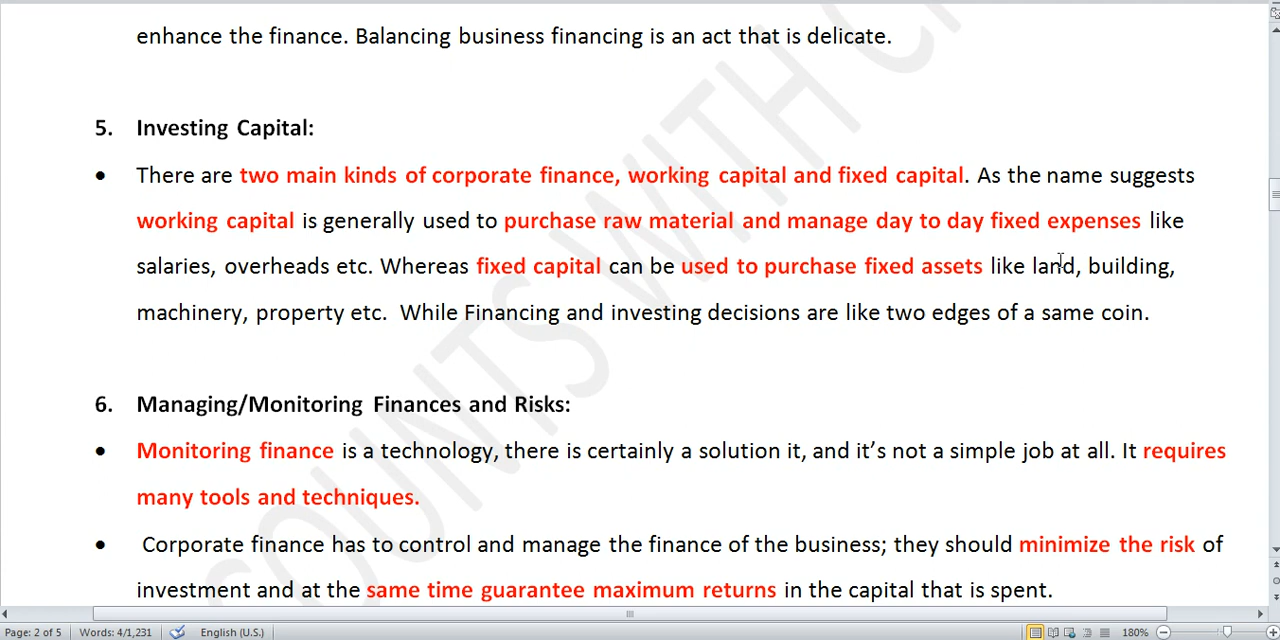 enhance the finance. Balancing business financing is an act that is delicate.
5. Investing Capital:
• There are two main kinds of corporate finance, working capital and fixed capital. As the name suggests
working capital is generally used to purchase raw material and manage day to day fixed expenses like
salaries, overheads etc. Whereas fixed capital can be used to purchase fixed assets like land, building,
machinery, property etc. While Financing and investing decisions are like two edges of a same coin.
6. Managing/Monitoring Finances and Risks:
• Monitoring finance is a technology, there is certainly a solution it, and it’s not a simple job at all. It requires
many tools and techniques.
• Corporate finance has to control and manage the finance of the business; they should minimize the risk of
investment and at the same time guarantee maximum returns in the capital that is spent.
Page: 2 of 5 Words: 4/1,231 English (U.S.) 180%